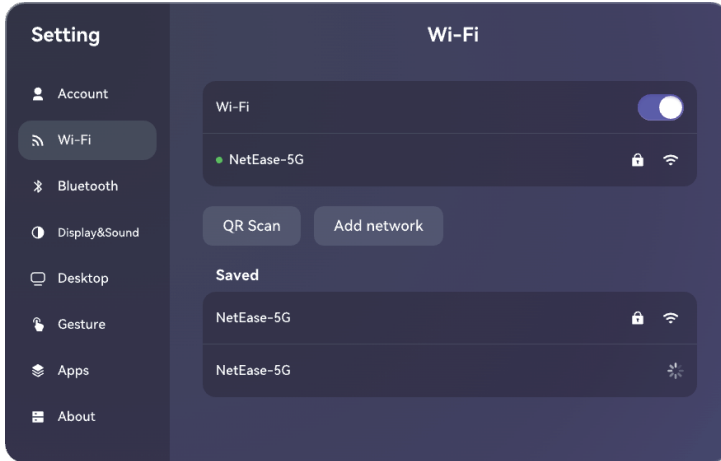 Setting
Wi-Fi
Account
Wi-Fi
Bluetooth
Display&Sound
Desktop
Gesture
Apps
About
Wi-Fi
NetEase-5G
QR Scan
Add network
Saved
NetEase-5G
NetEase-5G